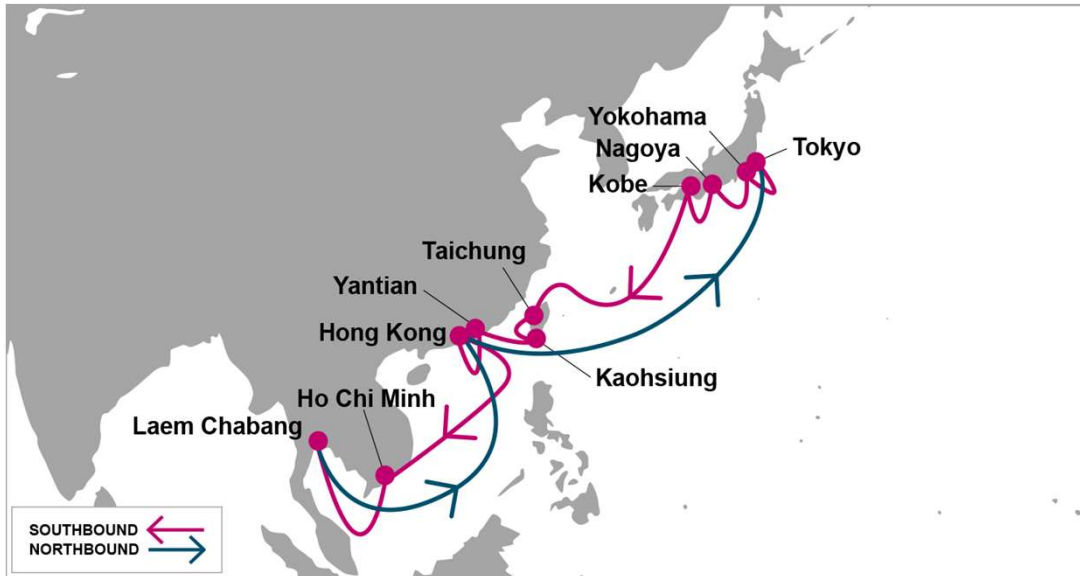 Yokohama
Nagoya
Tokyo
Kobe
Taichung
Yantian
Hong Kong
Kaohsiung
Ho Chi Minh
Laem Chabang
SOUTHBOUND
NORTHBOUND